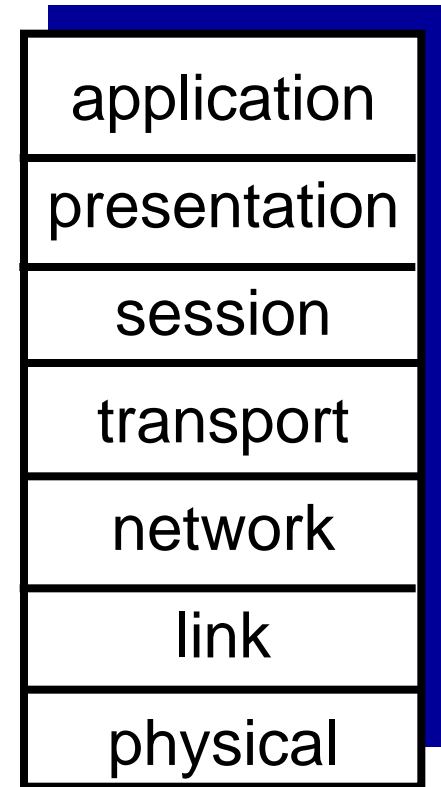 application
presentation
session
transport
network
link
physical